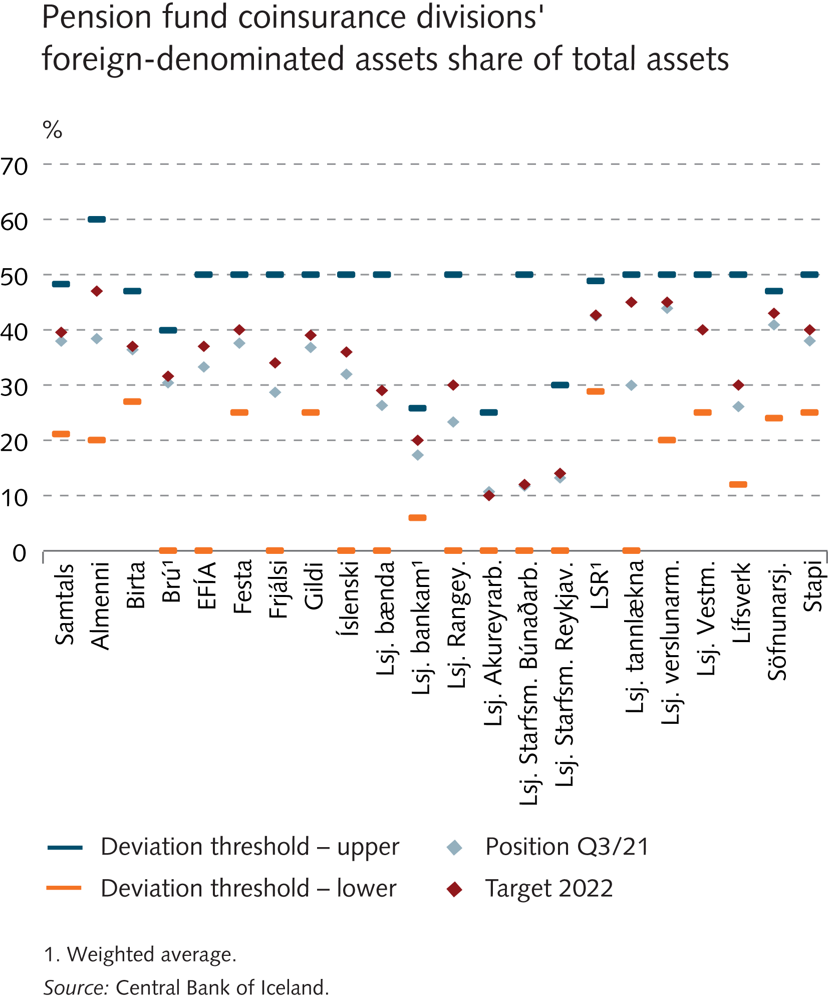 Pension fund coinsurance divisions'
foreign-denominated assets share of total assets
%
70
60
50
40
30
20
10
0
Samtals
Almenni
Birta
Brú¹
EFÍA
Festa
Frjálsi
Gildi
Íslenski
Lsj. bænda
Lsj. bankam¹
Lsj. Rangey.
Lsj. Akureyrarb.
Lsj. Starfsm. Búnaðarb.
Lsj. Starfsm. Reykjav.
LSR¹
Lsj. tannlækna
Lsj. verslunarm.
Lsj. Vestm.
Lífsverk
Söfnunarsj.
Stapi
Deviation threshold – upper
Position Q3/21
Deviation threshold – lower
Target 2022
1. Weighted average.
Source: Central Bank of Iceland.